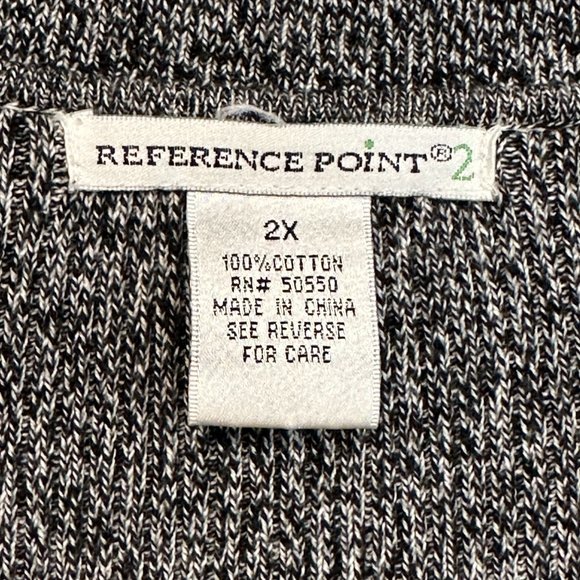 REFERENCE POINT®2
2X
100%COTTON
RN# 50550
MADE IN CHINA
SEE REVERSE
FOR CARE